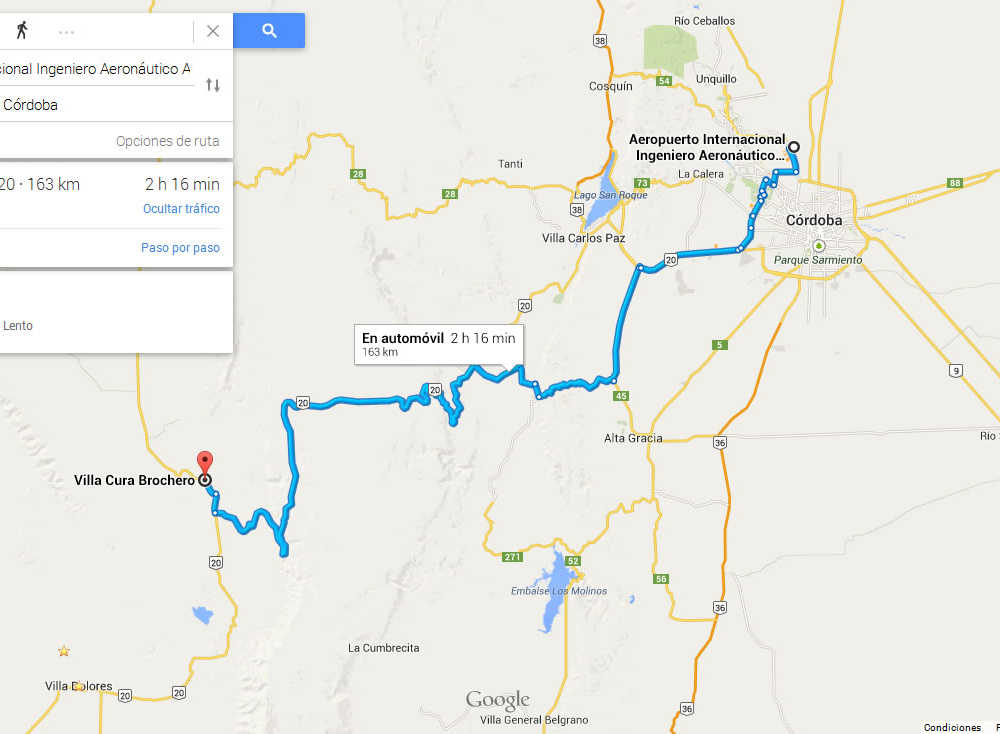 ...
cional Ingeniero Aeronáutico A
Córdoba
Opciones de ruta
20 · 163 km
2 h 16 min
Ocultar tráfico
Paso por paso
Lento
Río Ceballos
38
54
Unquillo
Cosquín
Aeropuerto Internacional
Ingeniero Aeronáutico...
Tanti
28
28
La Calera
73
88
Lago San Roque
38
Córdoba
Villa Carlos Paz
Parque Sarmiento
20
20
En automóvil 2 h 16 min
163 km
5
9
20
20
45
Alta Gracia
36
Río
Villa Cura Brochero
20
271
52
56
Embalse Los Molinos
36
La Cumbrecita
Villa Dolores
20
20
Google
36
Villa General Belgrano
Condiciones